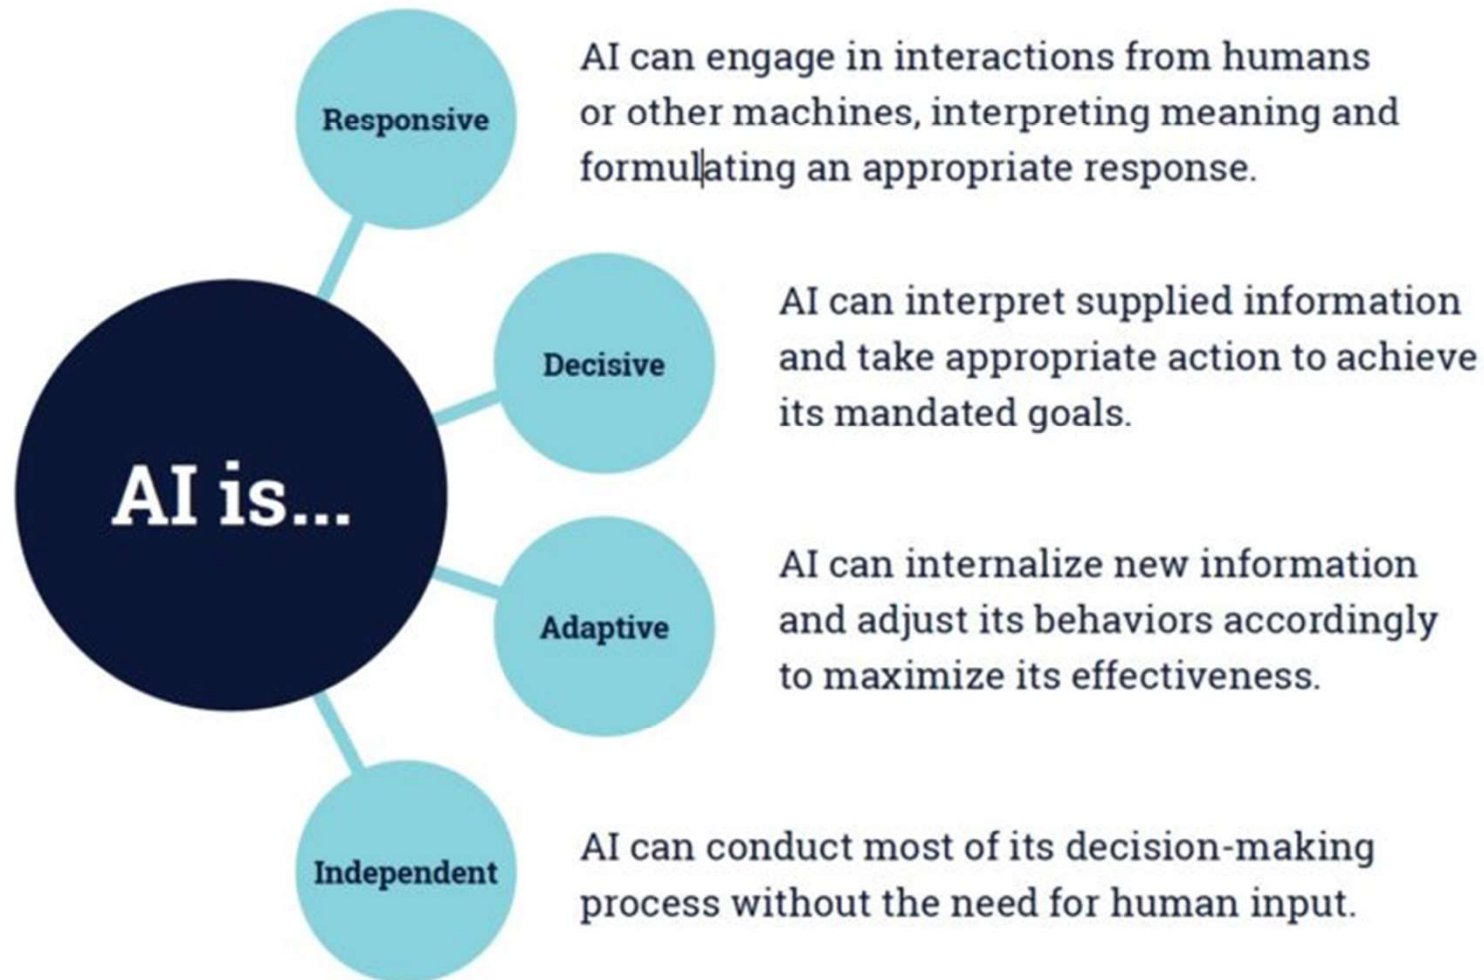 Responsive
AI can engage in interactions from humans
or other machines, interpreting meaning and
formulating an appropriate response.
Decisive
AI can interpret supplied information
and take appropriate action to achieve
its mandated goals.
AI is...
Adaptive
AI can internalize new information
and adjust its behaviors accordingly
to maximize its effectiveness.
Independent
AI can conduct most of its decision-making
process without the need for human input.